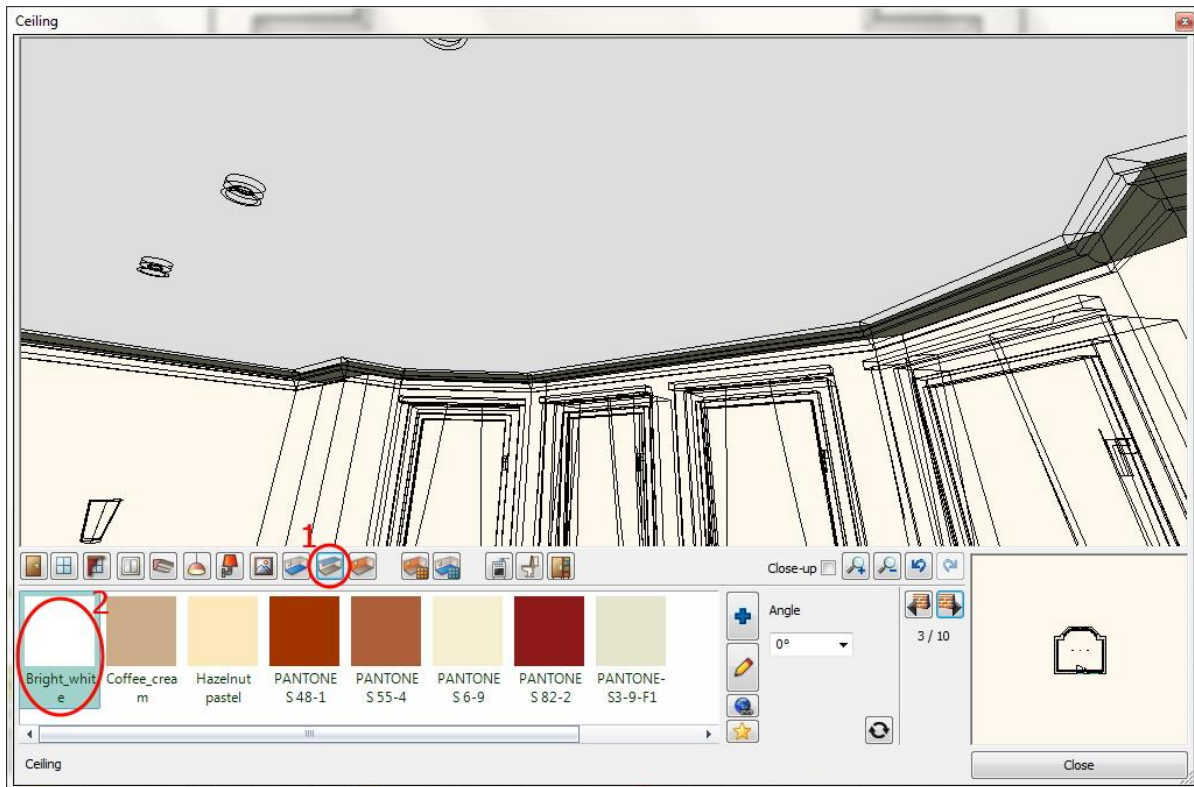 Ceiling
1
Close-up
2
Angle
0°
3 / 10
Bright_whit
e
Coffee_crea
m
Hazelnut
pastel
PANTONE
S 48-1
PANTONE
S 55-4
PANTONE
S 6-9
PANTONE
S 82-2
PANTONE-
S3-9-F1
Ceiling
Close